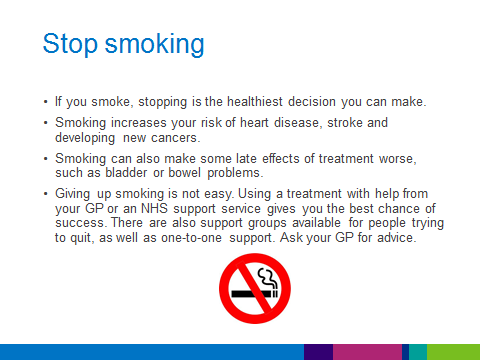 Stop smoking
• If you smoke, stopping is the healthiest decision you can make.
• Smoking increases your risk of heart disease, stroke and
developing new cancers.
• Smoking can also make some late effects of treatment worse,
such as bladder or bowel problems.
• Giving up smoking is not easy. Using a treatment with help from
your GP or an NHS support service gives you the best chance of
success. There are also support groups available for people trying
to quit, as well as one-to-one support. Ask your GP for advice.